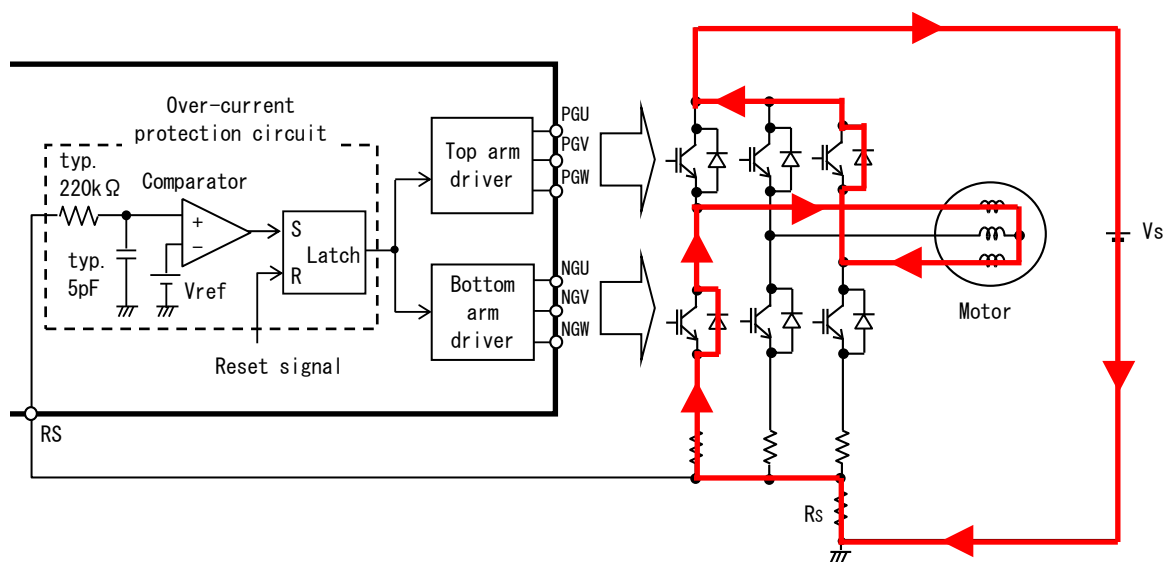 Over-current
protection circuit
typ.
220kΩ
Comparator
+
−
typ.
5pF
Vref
S
R
Latch
Reset signal
RS
Top arm
driver
Bottom
arm
driver
PGU
PGV
PGW
NGU
NGV
NGW
Motor
Vs
Rs